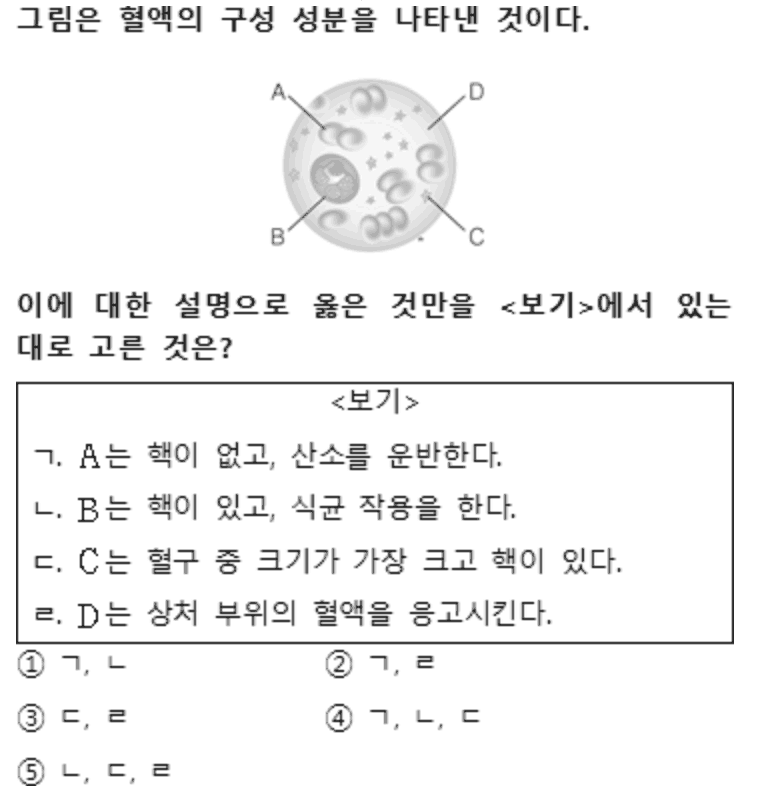 그림은 혈액의 구성 성분을 나타낸 것이다.
A
D
B
C
이에 대한 설명으로 옳은 것만을 <보기>에서 있는
대로 고른 것은?
<보기>
ㄱ. A는 핵이 없고, 산소를 운반한다.
ㄴ. B는 핵이 있고, 식균 작용을 한다.
ㄷ. C는 혈구 중 크기가 가장 크고 핵이 있다.
ㄹ. D는 상처 부위의 혈액을 응고시킨다.
① ㄱ, ㄴ ② ㄱ, ㄹ
③ ㄷ, ㄹ ④ ㄱ, ㄴ, ㄷ
⑤ ㄴ, ㄷ, ㄹ